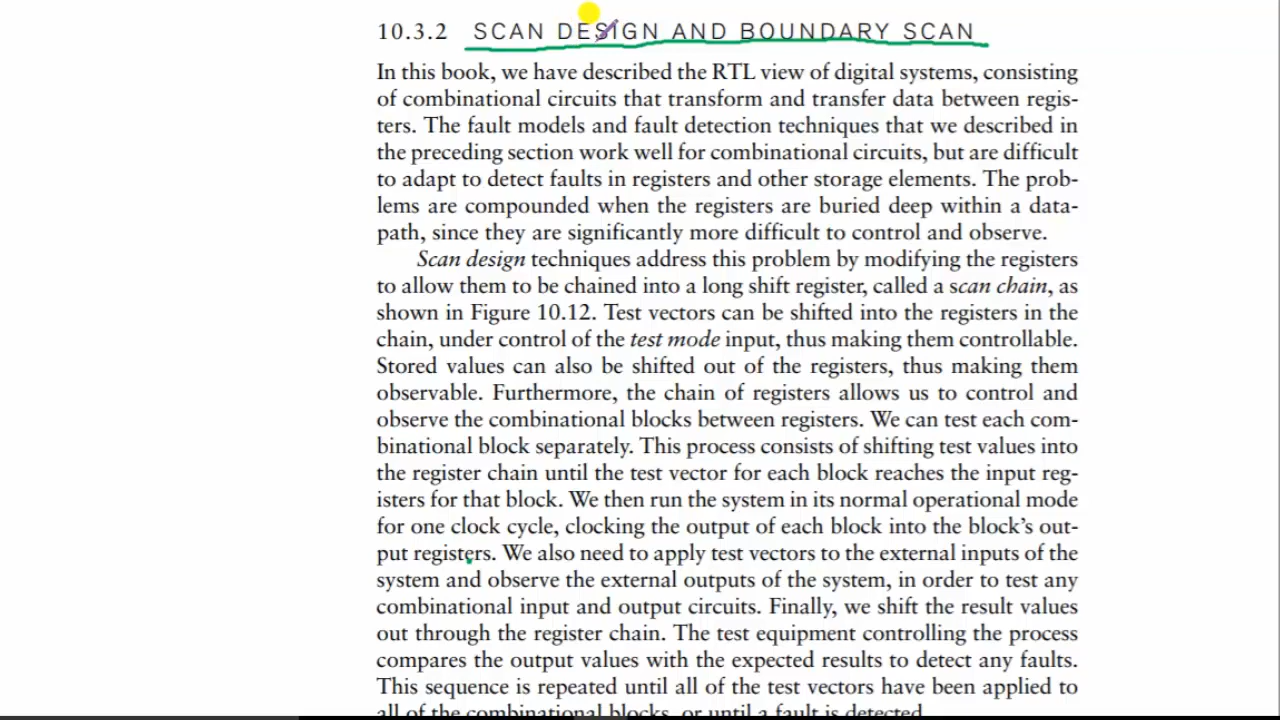 10.3.2 SCAN DESIGN AND BOUNDARY SCAN
In this book, we have described the RTL view of digital systems, consisting
of combinational circuits that transform and transfer data between regis-
ters. The fault models and fault detection techniques that we described in
the preceding section work well for combinational circuits, but are difficult
to adapt to detect faults in registers and other storage elements. The prob-
lems are compounded when the registers are buried deep within a data-
path, since they are significantly more difficult to control and observe.
Scan design techniques address this problem by modifying the registers
to allow them to be chained into a long shift register, called a scan chain, as
shown in Figure 10.12. Test vectors can be shifted into the registers in the
chain, under control of the test mode input, thus making them controllable.
Stored values can also be shifted out of the registers, thus making them
observable. Furthermore, the chain of registers allows us to control and
observe the combinational blocks between registers. We can test each com-
binational block separately. This process consists of shifting test values into
the register chain until the test vector for each block reaches the input reg-
isters for that block. We then run the system in its normal operational mode
for one clock cycle, clocking the output of each block into the block's out-
put registers. We also need to apply test vectors to the external inputs of the
system and observe the external outputs of the system, in order to test any
combinational input and output circuits. Finally, we shift the result values
out through the register chain. The test equipment controlling the process
compares the output values with the expected results to detect any faults.
This sequence is repeated until all of the test vectors have been applied to
all of the combinational blocks, or until a fault is detected.